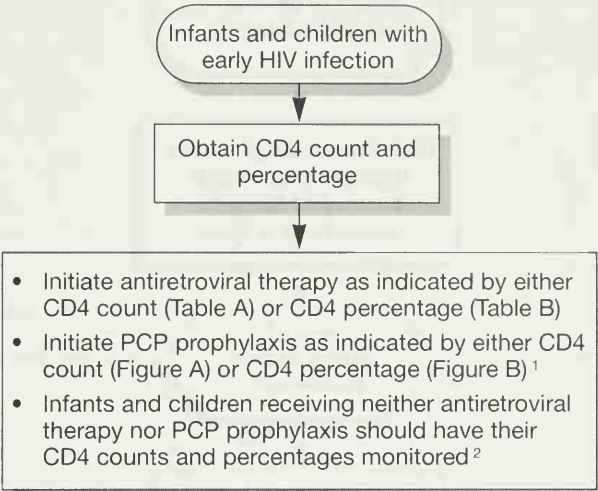 Infants and children with
early HIV infection
Obtain CD4 count and
percentage
• Initiate antiretroviral therapy as indicated by either
CD4 count (Table A) or CD4 percentage (Table B)
• Initiate PCP prophylaxis as indicated by either CD4
count (Figure A) or CD4 percentage (Figure B) 1
• Infants and children receiving neither antiretroviral
therapy nor PCP prophylaxis should have their
CD4 counts and percentages monitored 2